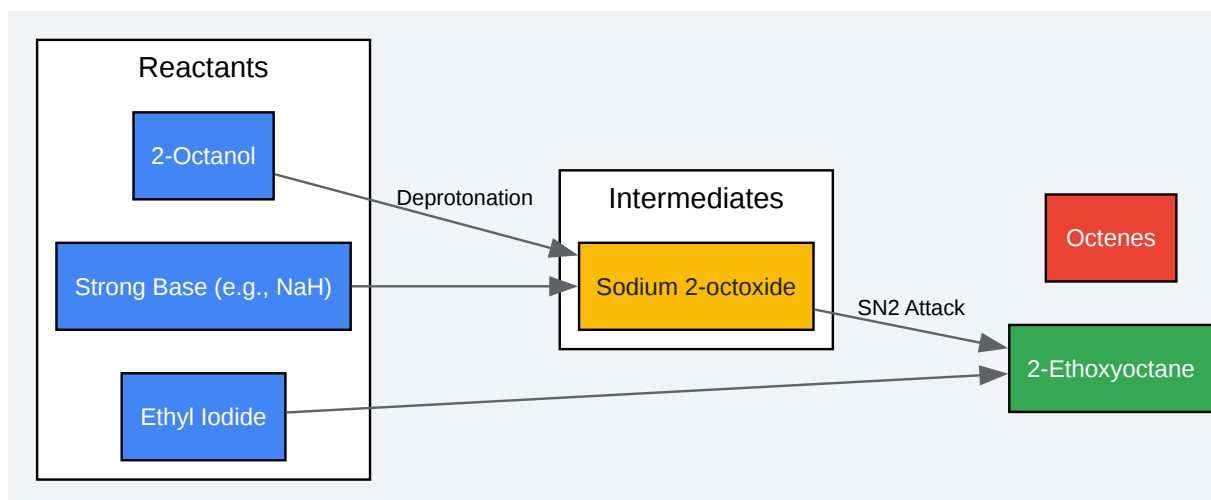 Reactants
2-Octanol
Strong Base (e.g., NaH)
Ethyl Iodide
Deprotonation
Intermediates
Sodium 2-octoxide
SN2 Attack
Octenes
2-Ethoxyoctane